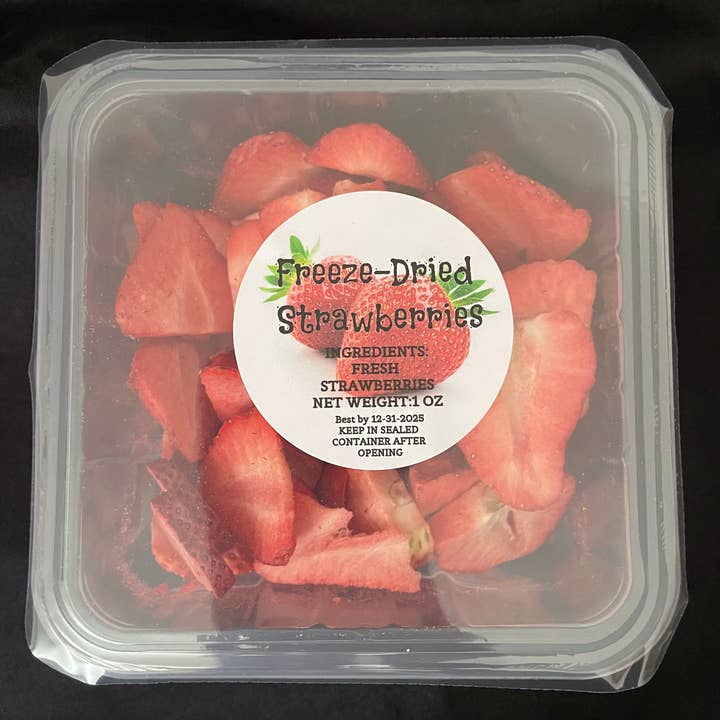 Freeze-Dried
Strawberries
INGREDIENTS:
FRESH
STRAWBERRIES
NET WEIGHT:1 OZ
Best by 12-31-2025
KEEP IN SEALED
CONTAINER AFTER
OPENING